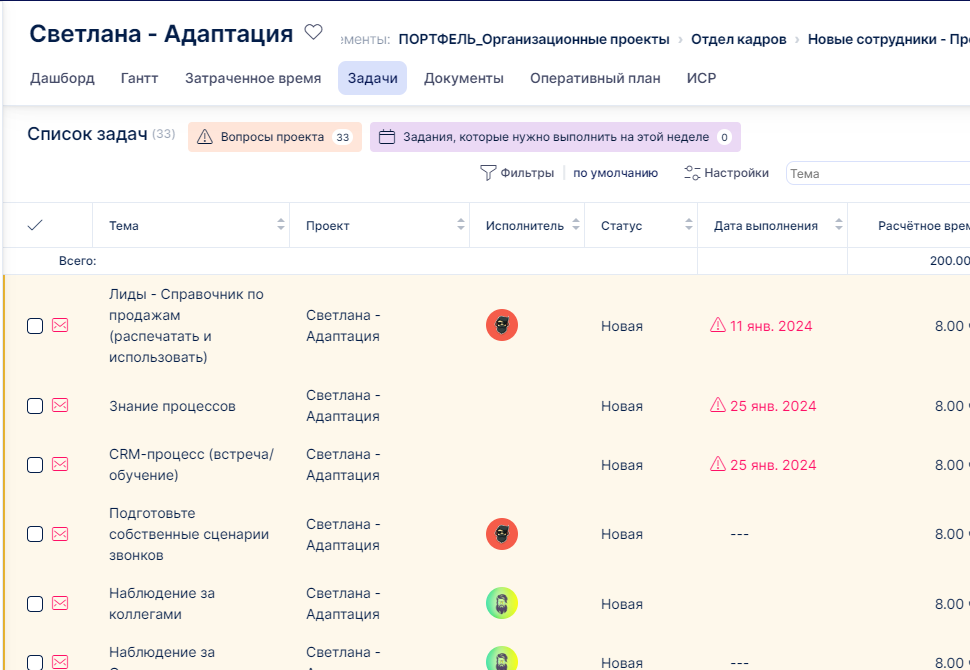 Светлана - Адаптация
менты: ПОРТФЕЛЬ_Организационные проекты › Отдел кадров › Новые сотрудники - Пр
Дашборд Гантт Затраченное время Задачи Документы Оперативный план ИСР
Список задач (33) Вопросы проекта 33 Задания, которые нужно выполнить на этой неделе 0
Фильтры по умолчанию Настройки Тема
Тема Проект Исполнитель Статус Дата выполнения Расчётное врем
Всего: 200.00
Лиды - Справочник по
продажам
(распечатать и
использовать)
Светлана -
Адаптация
Новая 11 янв. 2024 8.00
Знание процессов
Светлана -
Адаптация
Новая 25 янв. 2024 8.00
CRM-процесс (встреча/
обучение)
Светлана -
Адаптация
Новая 25 янв. 2024 8.00
Подготовьте
собственные сценарии
звонков
Светлана -
Адаптация
Новая --- 8.00
Наблюдение за
коллегами
Светлана -
Адаптация
Новая 8.00
Наблюдение за
Светлана -
Новая --- 8.00